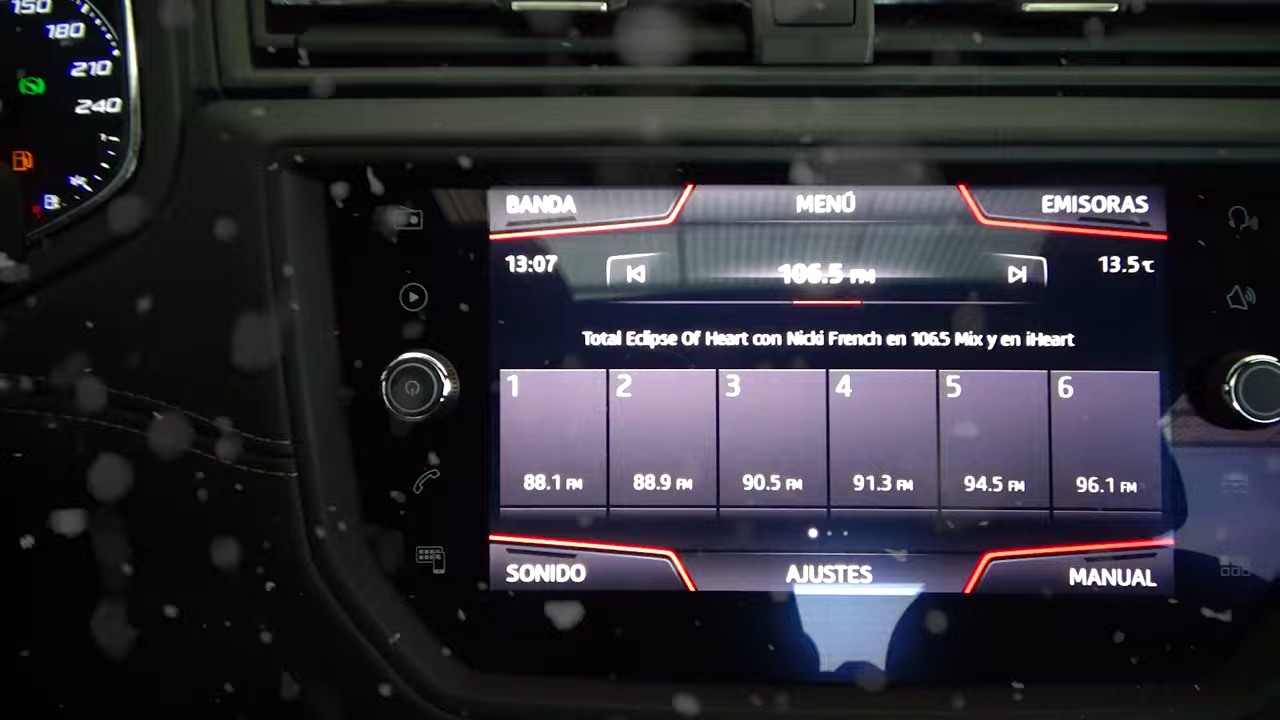 150
180
210
240
BANDA MENÚ EMISORAS
13:07 106.5 FM 13.5℃
Total Eclipse Of Heart con Nicki French en 106.5 Mix y en iHeart
1 2 3 4 5 6
88.1 FM 88.9 FM 90.5 FM 91.3 FM 94.5 FM 96.1 FM
SONIDO AJUSTES MANUAL